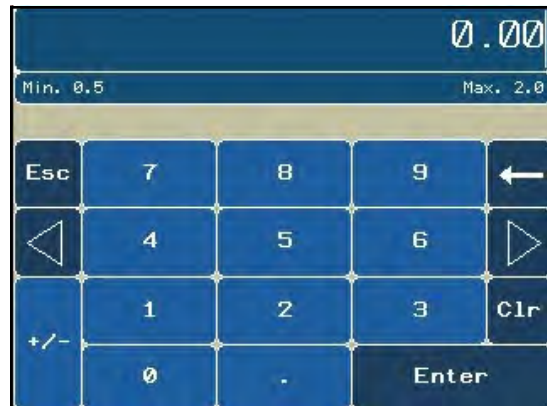 0.00
Min. 0.5 Max. 2.0
Esc 7 8 9
4 5 6
1 2 3 Clr
+/-
0 . Enter